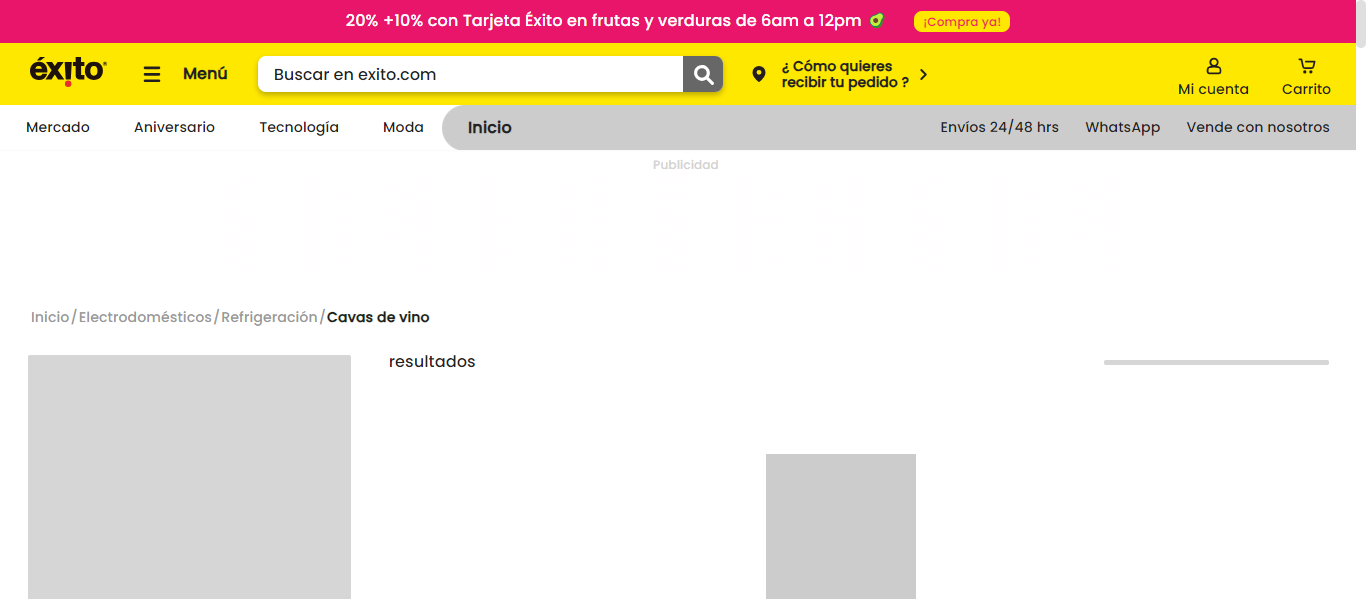 20% +10% con Tarjeta Éxito en frutas y verduras de 6am a 12pm ¡Compra ya!
éxito
Menú
Buscar en exito.com
¿ Cómo quieres
recibir tu pedido ?
Mi cuenta
Carrito
Mercado Aniversario Tecnología Moda Inicio Envíos 24/48 hrs WhatsApp Vende con nosotros
Publicidad
Inicio/Electrodomésticos/Refrigeración/Cavas de vino
resultados